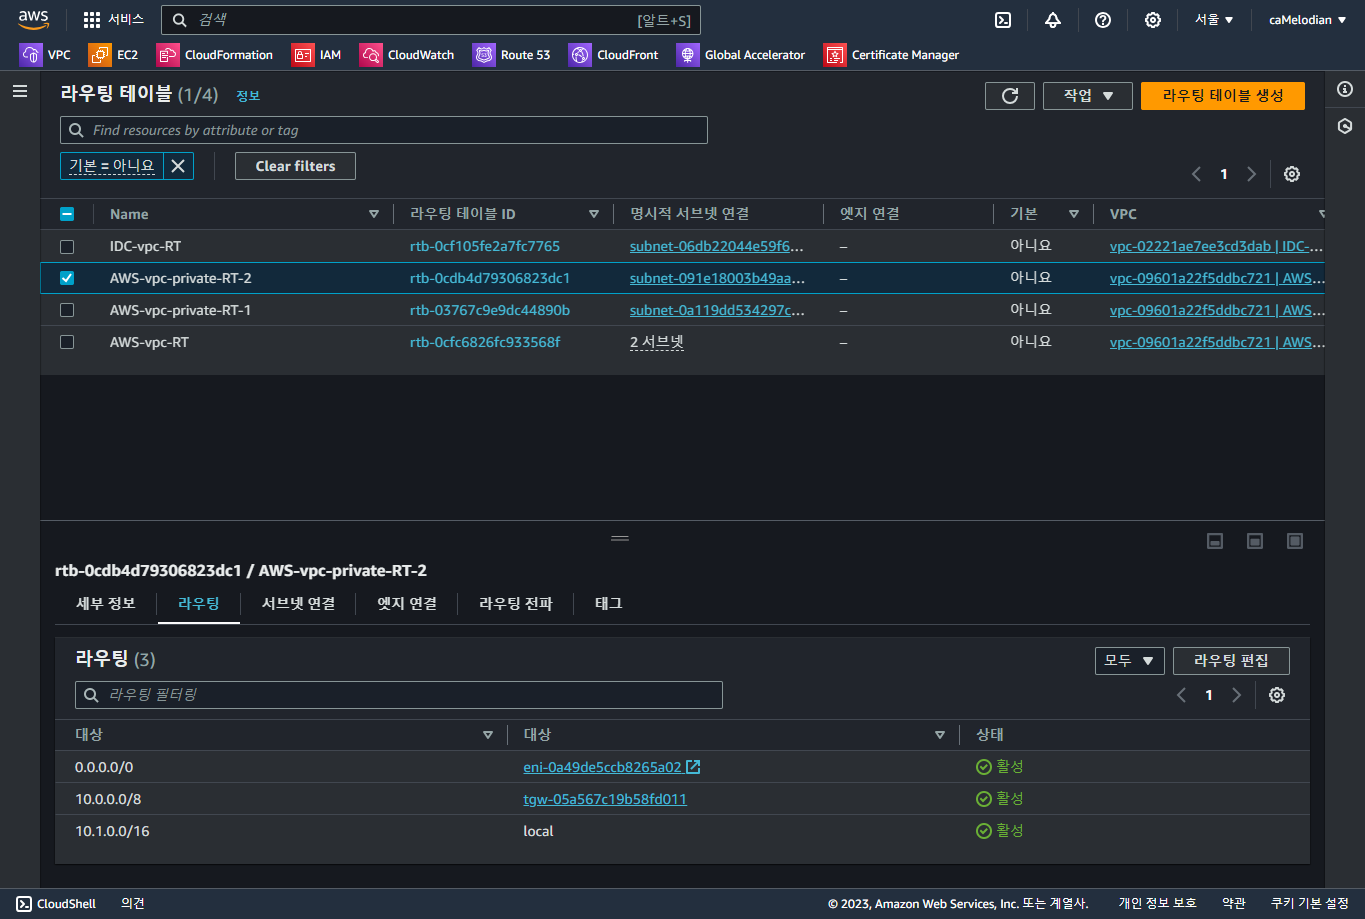 aws 서비스 검색 [알트+S] 서울 ▼ caMelodian ▼
VPC EC2 CloudFormation IAM CloudWatch Route 53 CloudFront Global Accelerator Certificate Manager
라우팅 테이블 (1/4) 정보 작업 ▼ 라우팅 테이블 생성
Find resources by attribute or tag
기본 = 아니요 Clear filters
1
Name 라우팅 테이블 ID 명시적 서브넷 연결 엣지 연결 기본 VPC
IDC-vpc-RT rtb-0cf105fe2a7fc7765 subnet-06db22044e59f6... – 아니요 vpc-02221ae7ee3cd3dab | IDC-...
AWS-vpc-private-RT-2 rtb-0cdb4d79306823dc1 subnet-091e18003b49aa... – 아니요 vpc-09601a22f5ddbc721 | AWS...
AWS-vpc-private-RT-1 rtb-03767c9e9dc44890b subnet-0a119dd534297c... – 아니요 vpc-09601a22f5ddbc721 | AWS...
AWS-vpc-RT rtb-0cfc6826fc933568f 2 서브넷 – 아니요 vpc-09601a22f5ddbc721 | AWS...
rtb-0cdb4d79306823dc1 / AWS-vpc-private-RT-2
세부 정보 라우팅 서브넷 연결 엣지 연결 라우팅 전파 태그
라우팅 (3) 모두 ▼ 라우팅 편집
라우팅 필터링 1
대상 대상 상태
0.0.0.0/0 eni-0a49de5ccb8265a02 활성
10.0.0.0/8 tgw-05a567c19b58fd011 활성
10.1.0.0/16 local 활성
CloudShell 의견 © 2023, Amazon Web Services, Inc. 또는 계열사. 개인 정보 보호 약관 쿠키 기본 설정